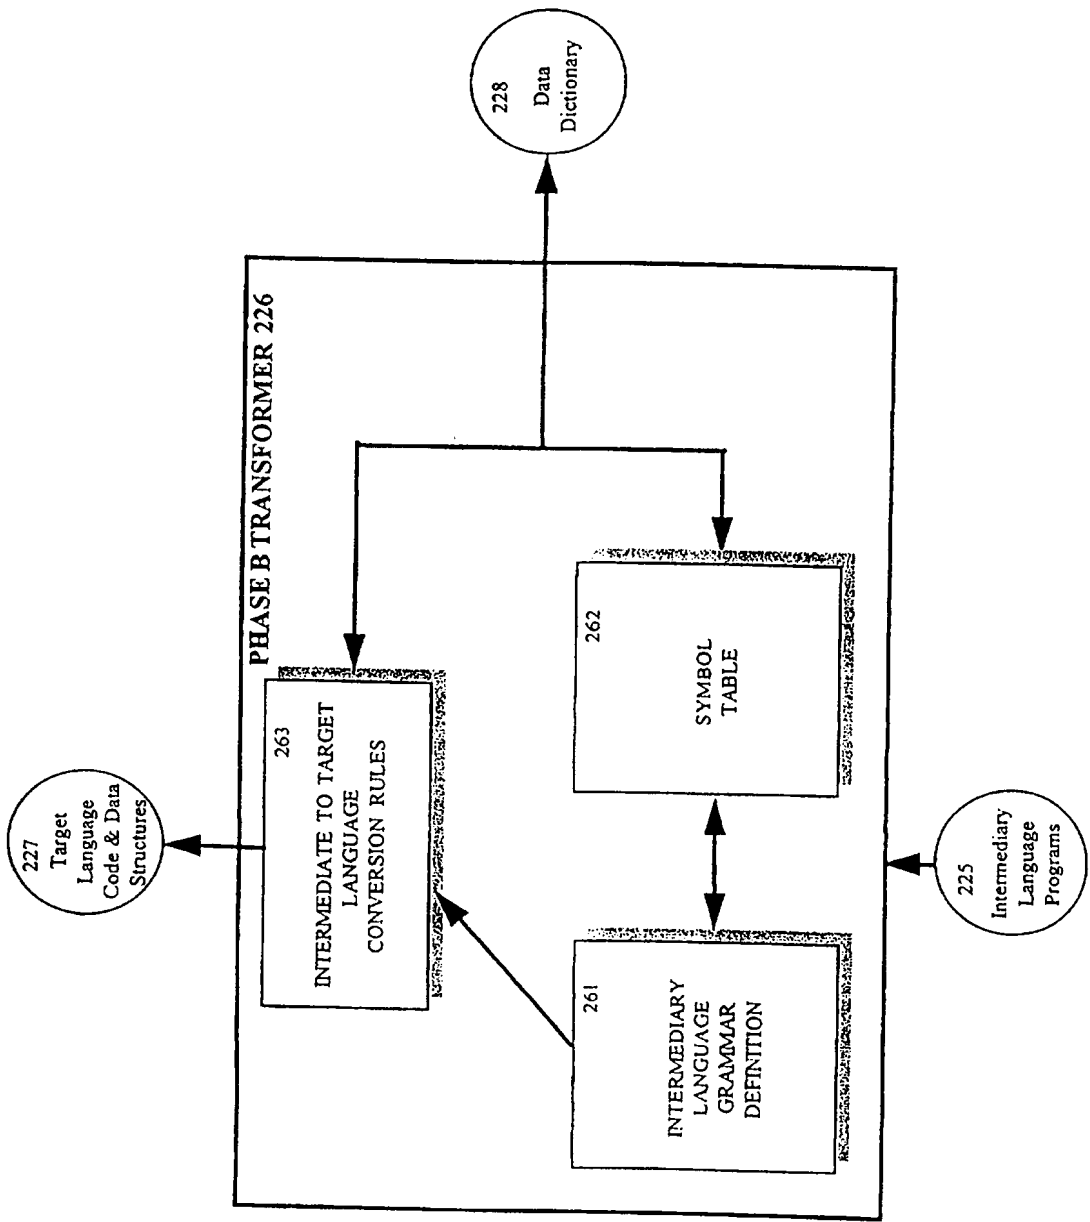 PHASE B TRANSFORMER 226
227
Target
Language
Code & Data
Structures
263
INTERMEDIATE TO TARGET
LANGUAGE
CONVERSION RULES
261
INTERMEDIARY
LANGUAGE
GRAMMAR
DEFINITION
262
SYMBOL
TABLE
225
Intermediary
Language
Programs
228
Data
Dictionary